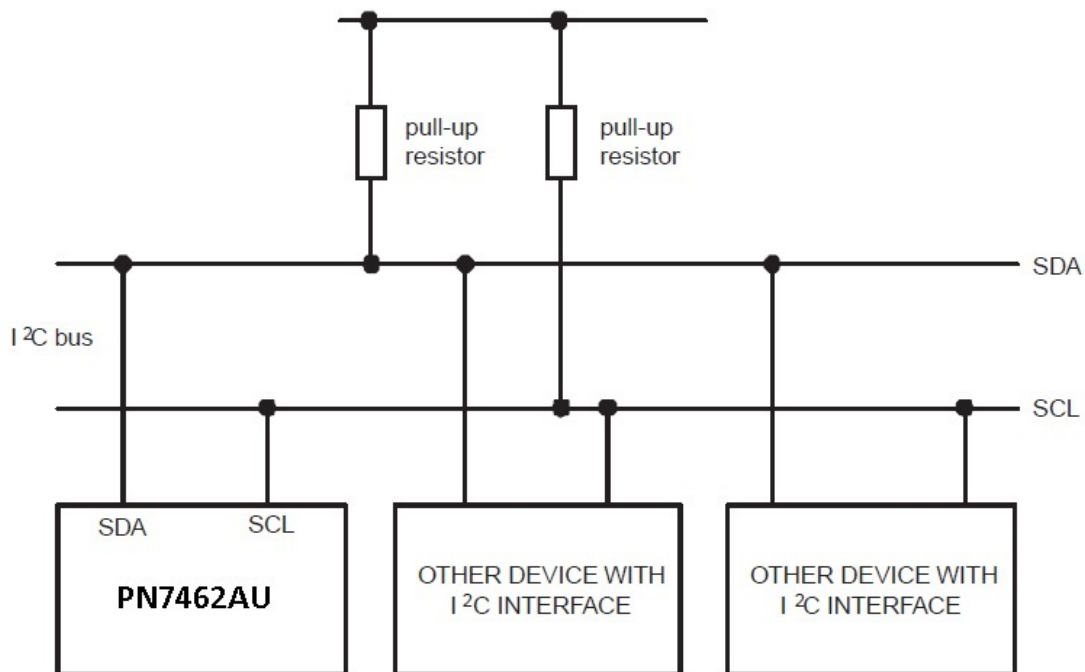 pull-up
resistor
pull-up
resistor
SDA
I ²C bus
SCL
SDA
SCL
PN7462AU
OTHER DEVICE WITH
I ²C INTERFACE
OTHER DEVICE WITH
I ²C INTERFACE